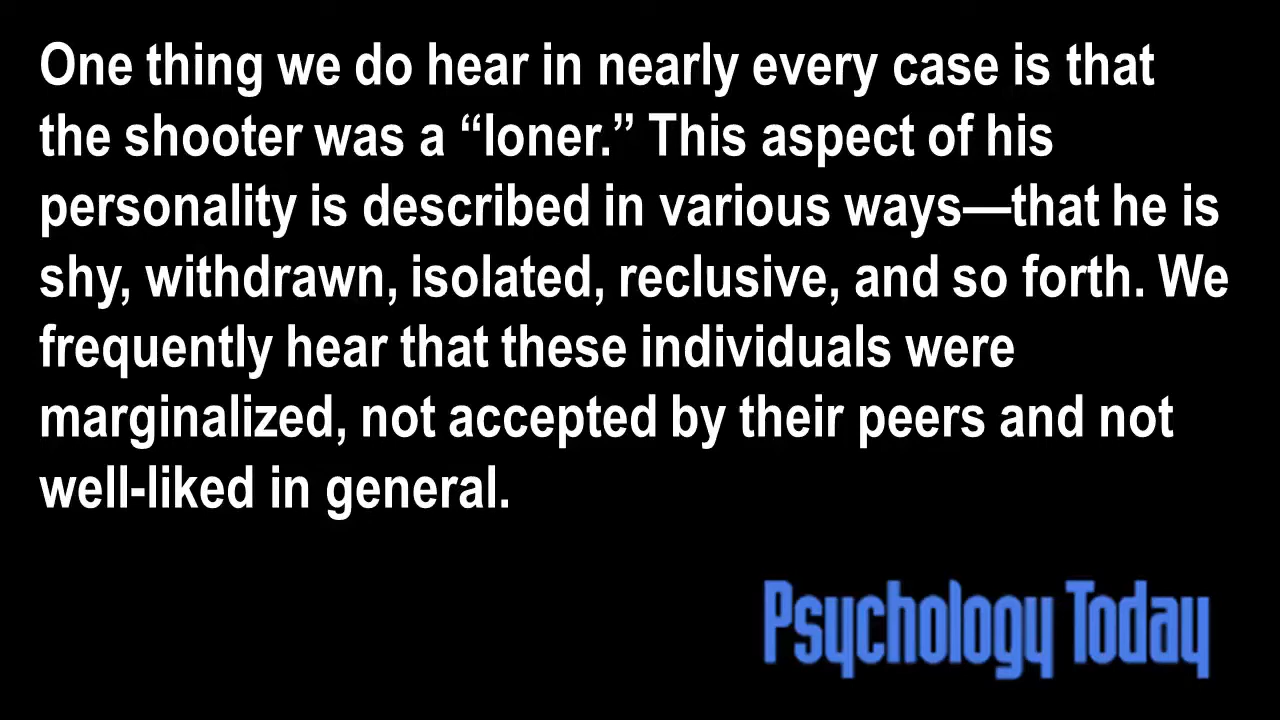 One thing we do hear in nearly every case is that
the shooter was a “loner.” This aspect of his
personality is described in various ways—that he is
shy, withdrawn, isolated, reclusive, and so forth. We
frequently hear that these individuals were
marginalized, not accepted by their peers and not
well-liked in general.
Psychology Today